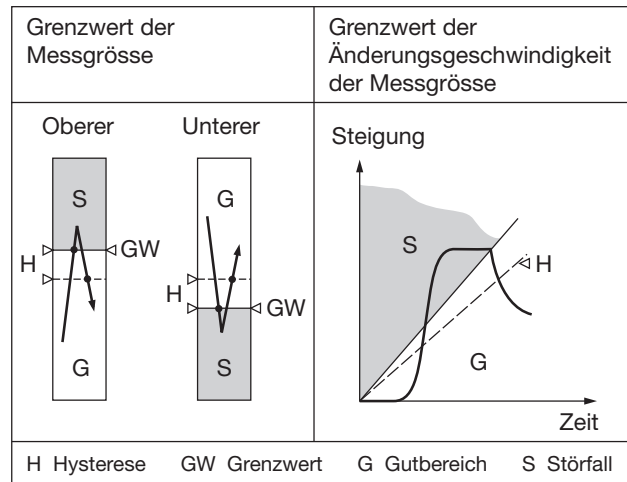 Grenzwert der
Messgrösse
Grenzwert der
Änderungsgeschwindigkeit
der Messgrösse
Oberer
Unterer
S
GW
H
G
G
H
GW
S
Steigung
S
H
G
Zeit
H Hysterese GW Grenzwert G Gutbereich S Störfall